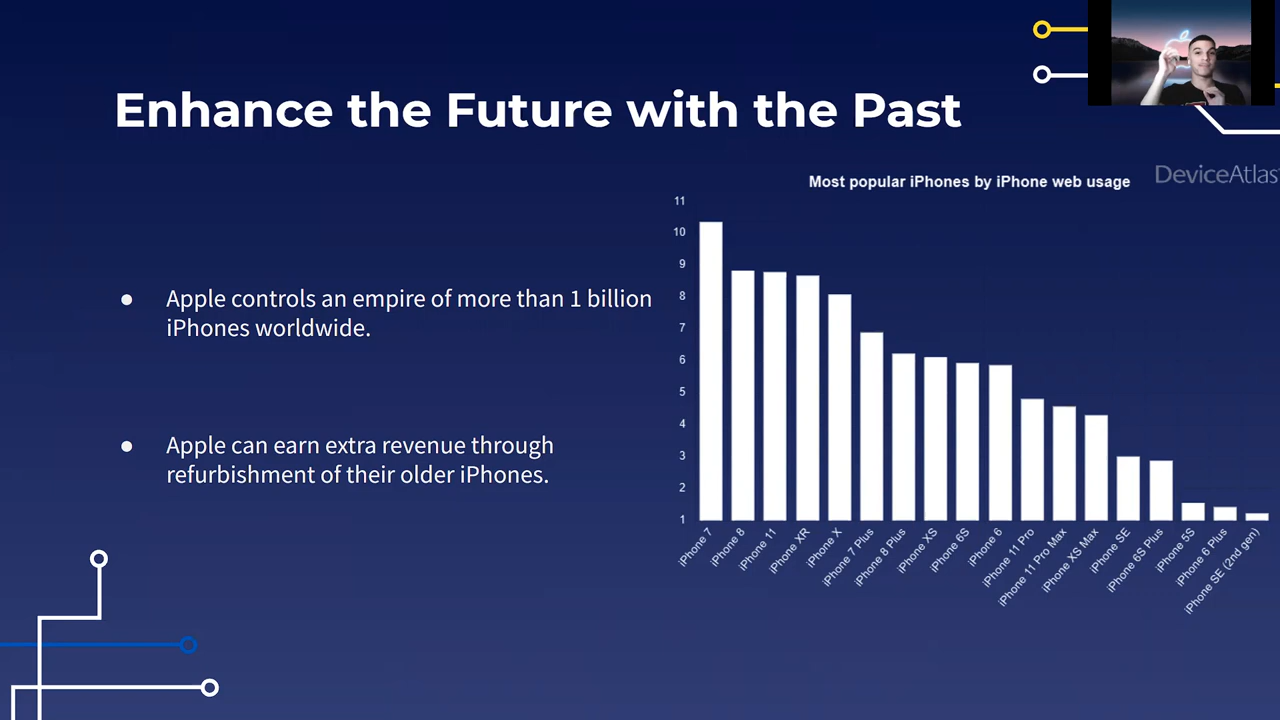 Enhance the Future with the Past
● Apple controls an empire of more than 1 billion
iPhones worldwide.
● Apple can earn extra revenue through
refurbishment of their older iPhones.
Most popular iPhones by iPhone web usage
DeviceAtlas
11
10
9
8
7
6
5
4
3
2
1
iPhone 7
iPhone 8
iPhone 11
iPhone XR
iPhone X
iPhone 7 Plus
iPhone 8 Plus
iPhone XS
iPhone 6S
iPhone 6
iPhone 11 Pro
iPhone 11 Pro Max
iPhone XS Max
iPhone SE
iPhone 6S Plus
iPhone 5S
iPhone 6 Plus
iPhone SE (2nd gen)